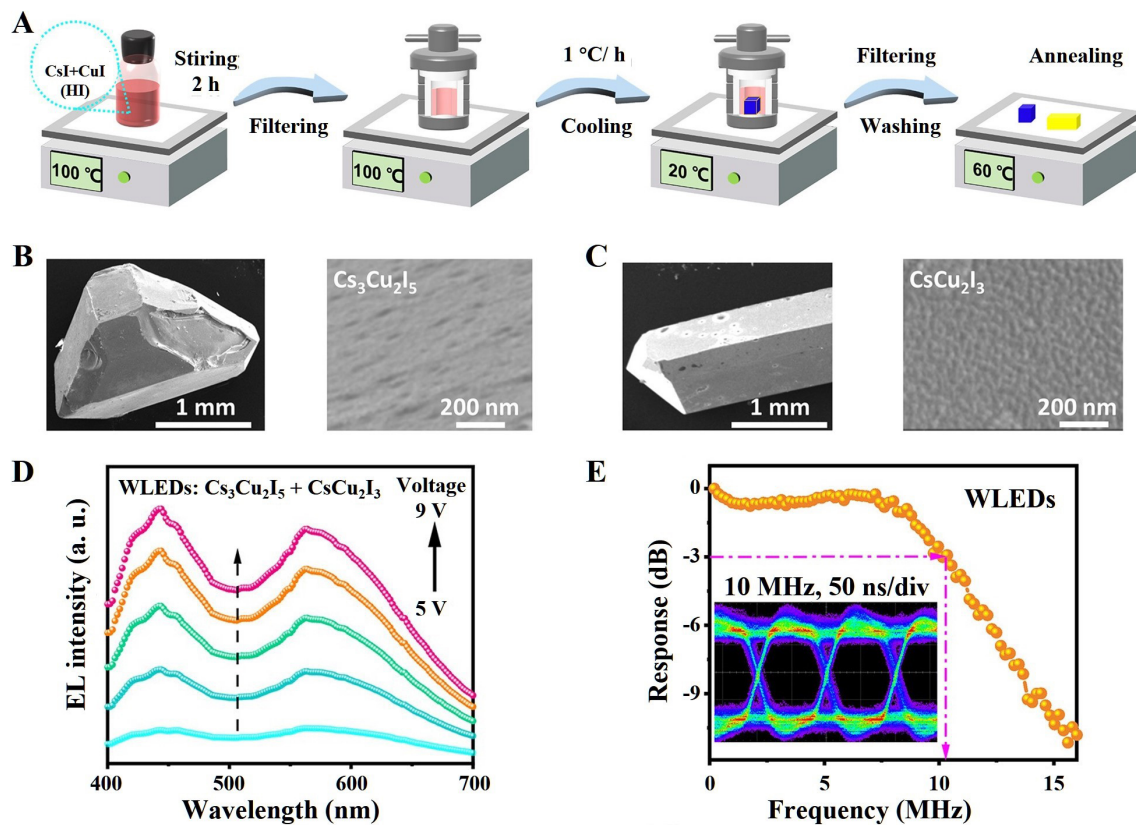 A
CsI+CuI
(HI)
Stiring
2 h
Filtering
1 °C/ h
Cooling
Filtering
Washing
Annealing
100 ℃
100 ℃
20 ℃
60 ℃
B
Cs₃Cu₂I₅
1 mm
200 nm
C
CsCu₂I₃
1 mm
200 nm
D
WLEDs: Cs₃Cu₂I₅ + CsCu₂I₃
Voltage
9 V
5 V
EL intensity (a. u.)
400
500
600
700
Wavelength (nm)
E
WLEDs
10 MHz, 50 ns/div
Response (dB)
0
-3
-6
-9
0
5
10
15
Frequency (MHz)